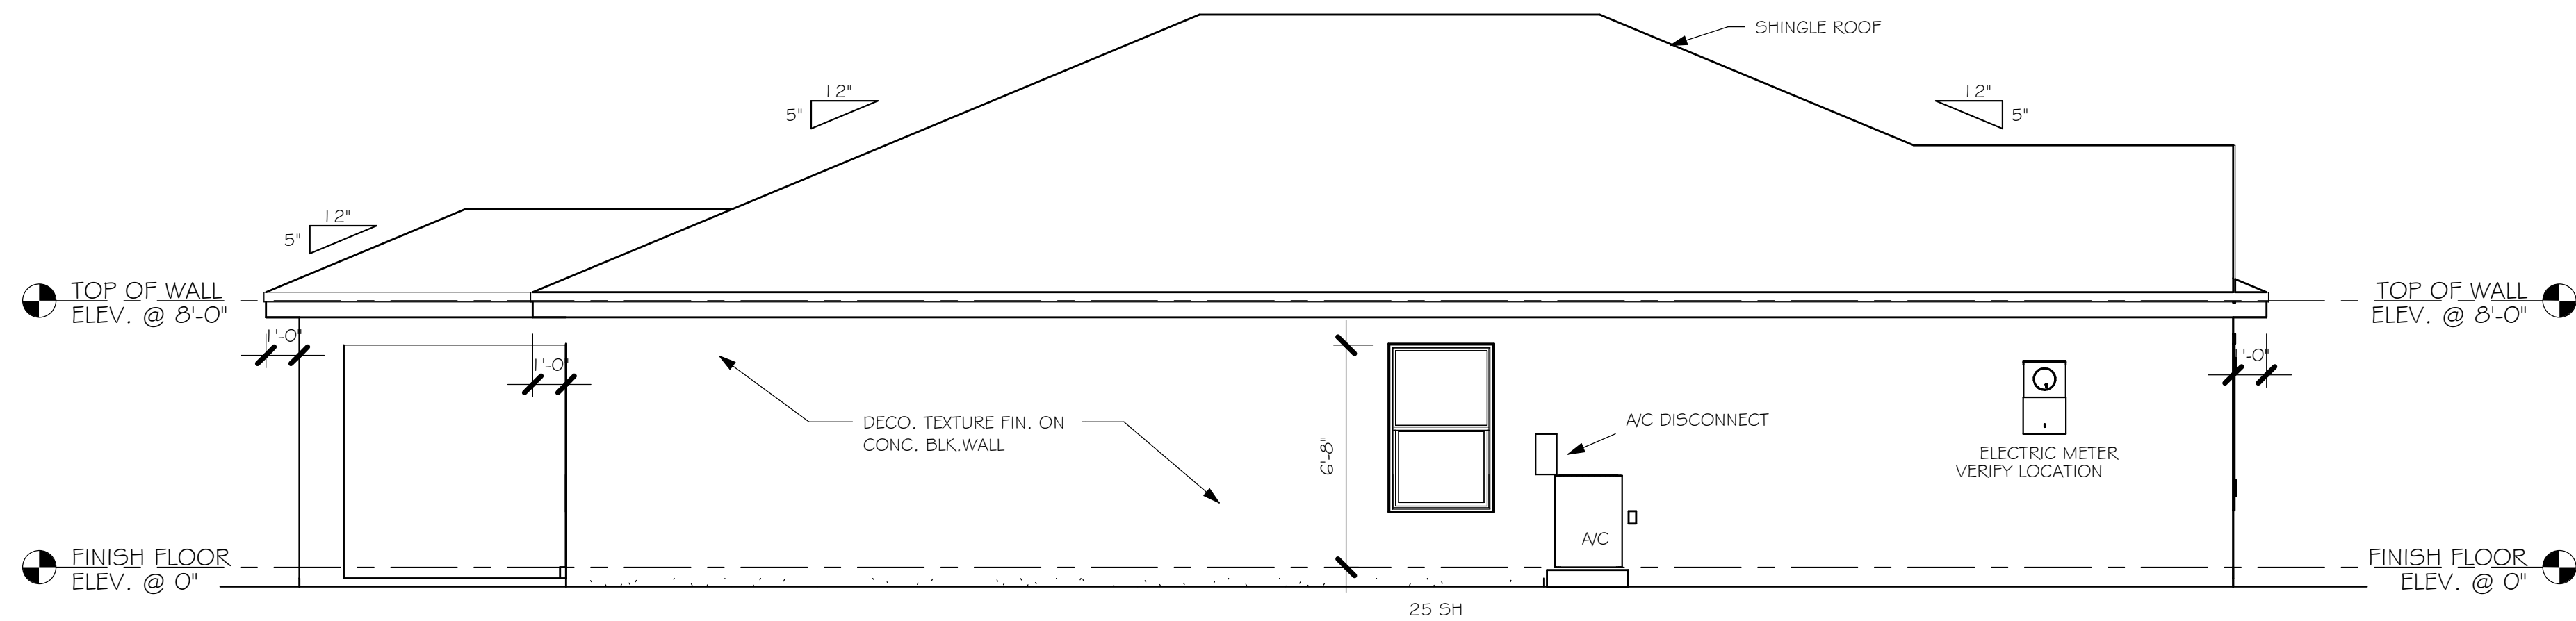 SHINGLE ROOF
12"
5"
12"
5"
12"
5"
TOP OF WALL
ELEV. @ 8'-0"
TOP OF WALL
ELEV. @ 8'-0"
1'-0"
1'-0"
1'-0"
DECO. TEXTURE FIN. ON
CONC. BLK.WALL
6'-8"
A/C DISCONNECT
ELECTRIC METER
VERIFY LOCATION
A/C
FINISH FLOOR
ELEV. @ 0"
FINISH FLOOR
ELEV. @ 0"
25 SH